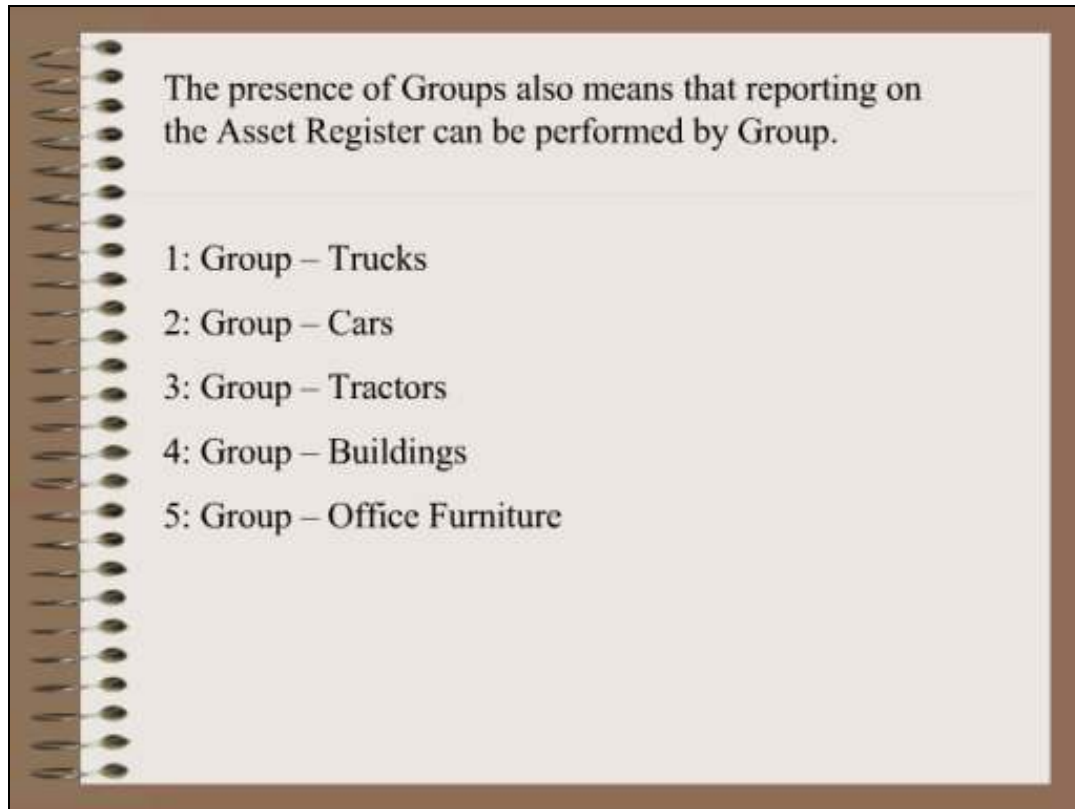 The presence of Groups also means that reporting on
the Asset Register can be performed by Group.
1: Group – Trucks
2: Group – Cars
3: Group – Tractors
4: Group – Buildings
5: Group – Office Furniture